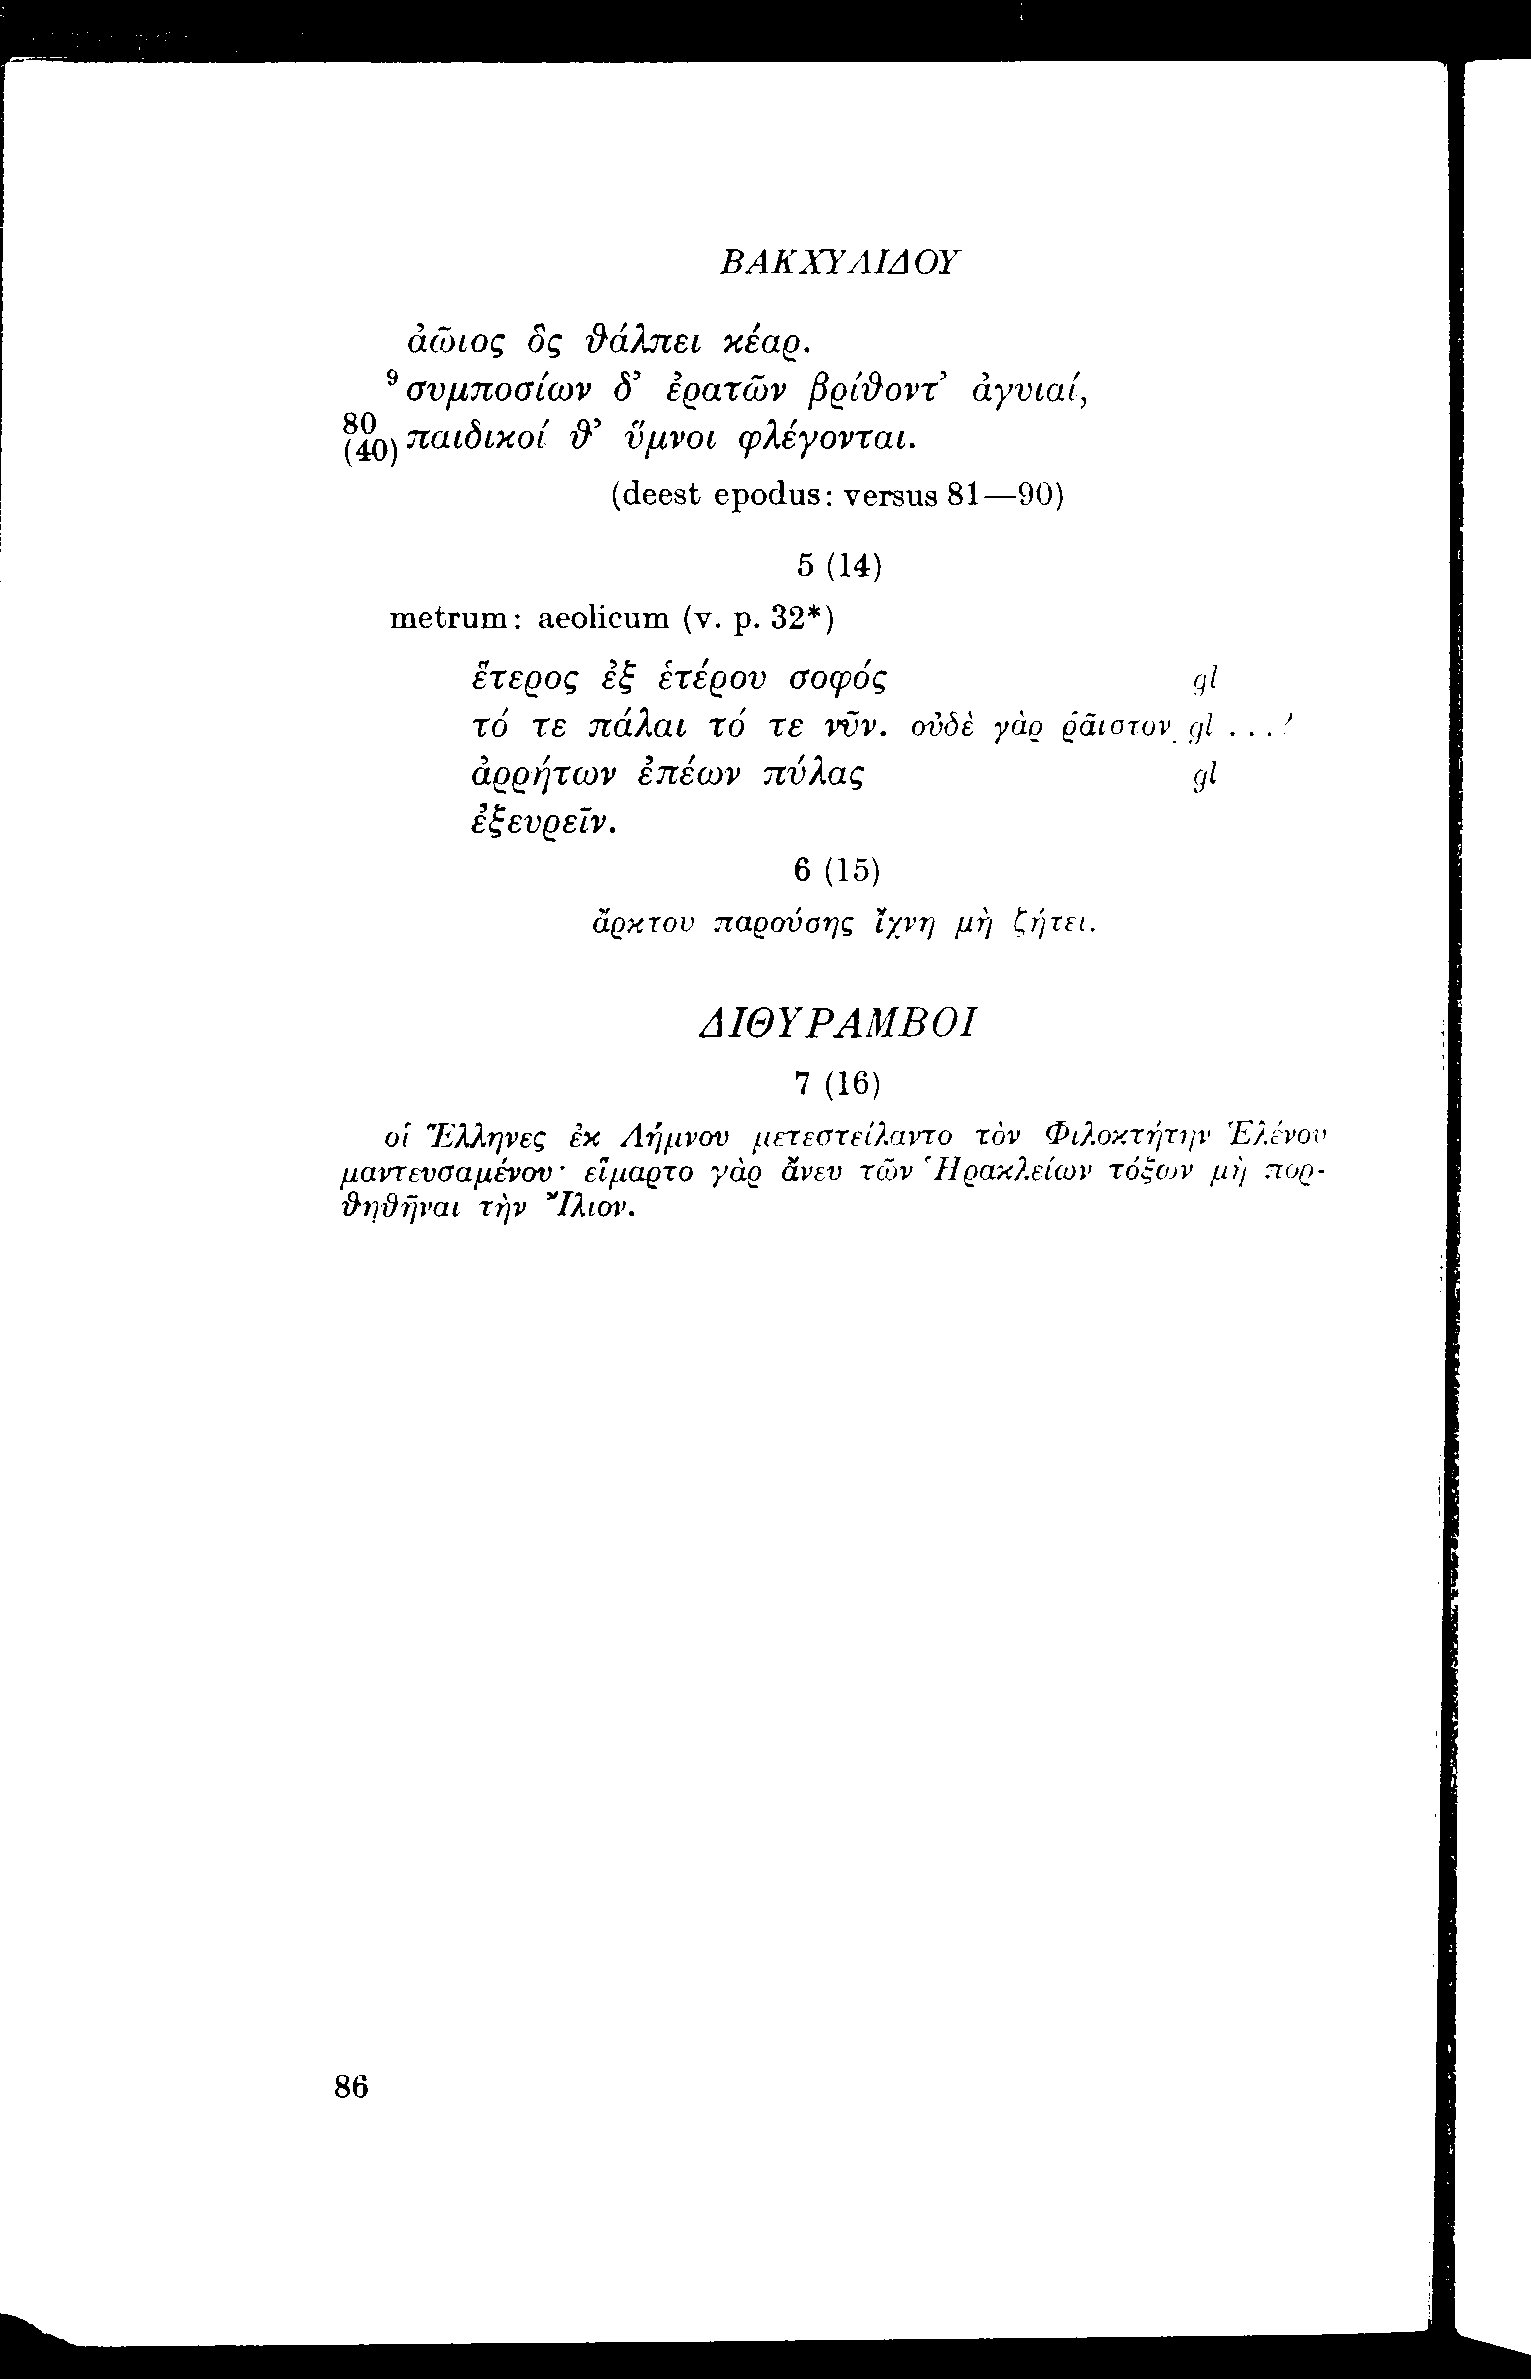 ΒΑΚΧΥΛΙΔΟΥ
ἀῶιος ὃς θάλπει κέαρ.
9 συμποσίων δ’ ἐρατῶν βρίθοντ’ ἀγυιαί,
80
(40) παιδικοί θ’ ὕμνοι φλέγονται.
(deest epodus: versus 81—90)
5 (14)
metrum: aeolicum (v. p. 32*)
ἕτερος ἐξ ἑτέρου σοφός gl
τό τε πάλαι τό τε νῦν. οὐδὲ γὰρ ῥᾶιστον gl . . .
ἀρρήτων ἐπέων πύλας gl
ἐξευρεῖν.
6 (15)
ἄρκτου παρούσης ἴχνη μὴ ζήτει.
ΔΙΘΥΡΑΜΒΟΙ
7 (16)
οἱ Ἕλληνες ἐκ Λήμνου μετεστείλαντο τὸν Φιλοκτήτην Ἑλένου
μαντευσαμένου· εἵμαρτο γὰρ ἄνευ τῶν Ἡρακλείων τόξων μὴ πορ-
θηθῆναι τὴν Ἴλιον.
86